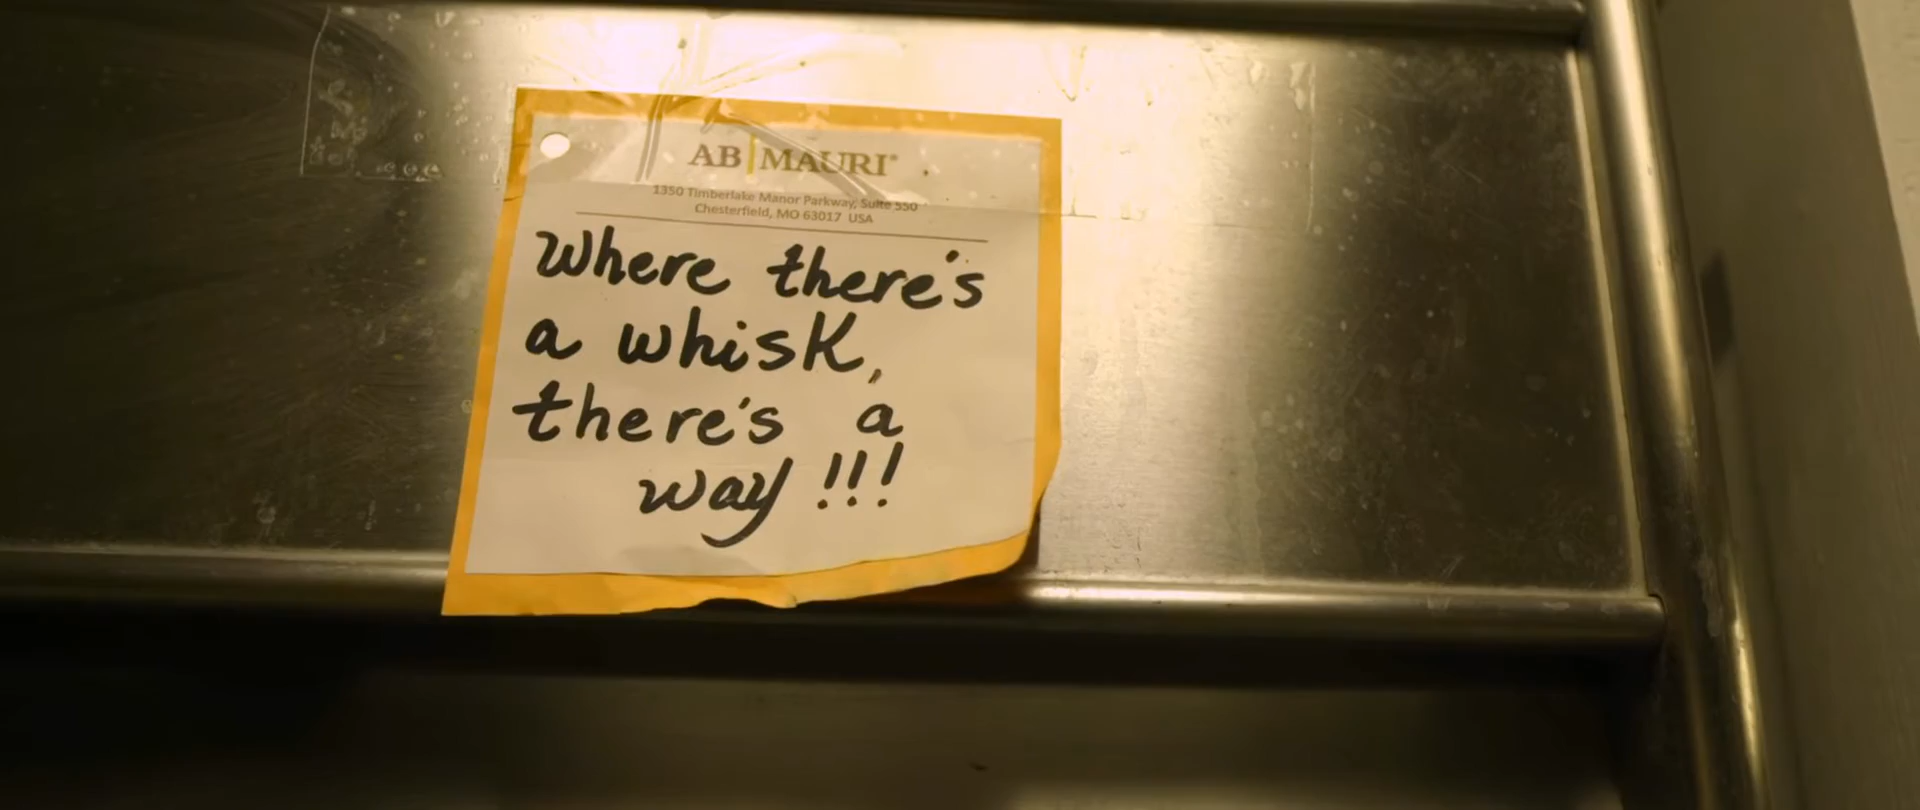 AB|MAURI®
1350 Timberlake Manor Parkway, Suite 550
Chesterfield, MO 63017 USA
Where there's
a whisk,
there's a
way!!!